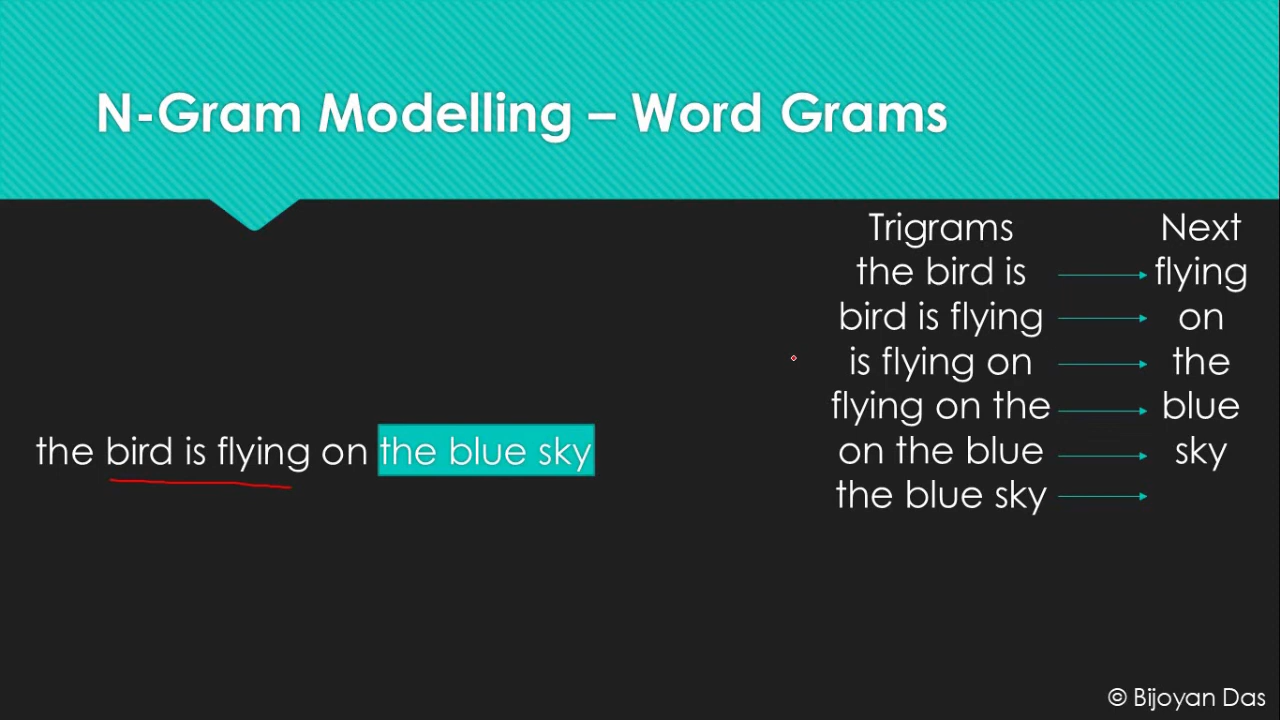 N-Gram Modelling – Word Grams
the bird is flying on the blue sky
Trigrams Next
the bird is flying
bird is flying on
is flying on the
flying on the blue
on the blue sky
the blue sky
© Bijoyan Das